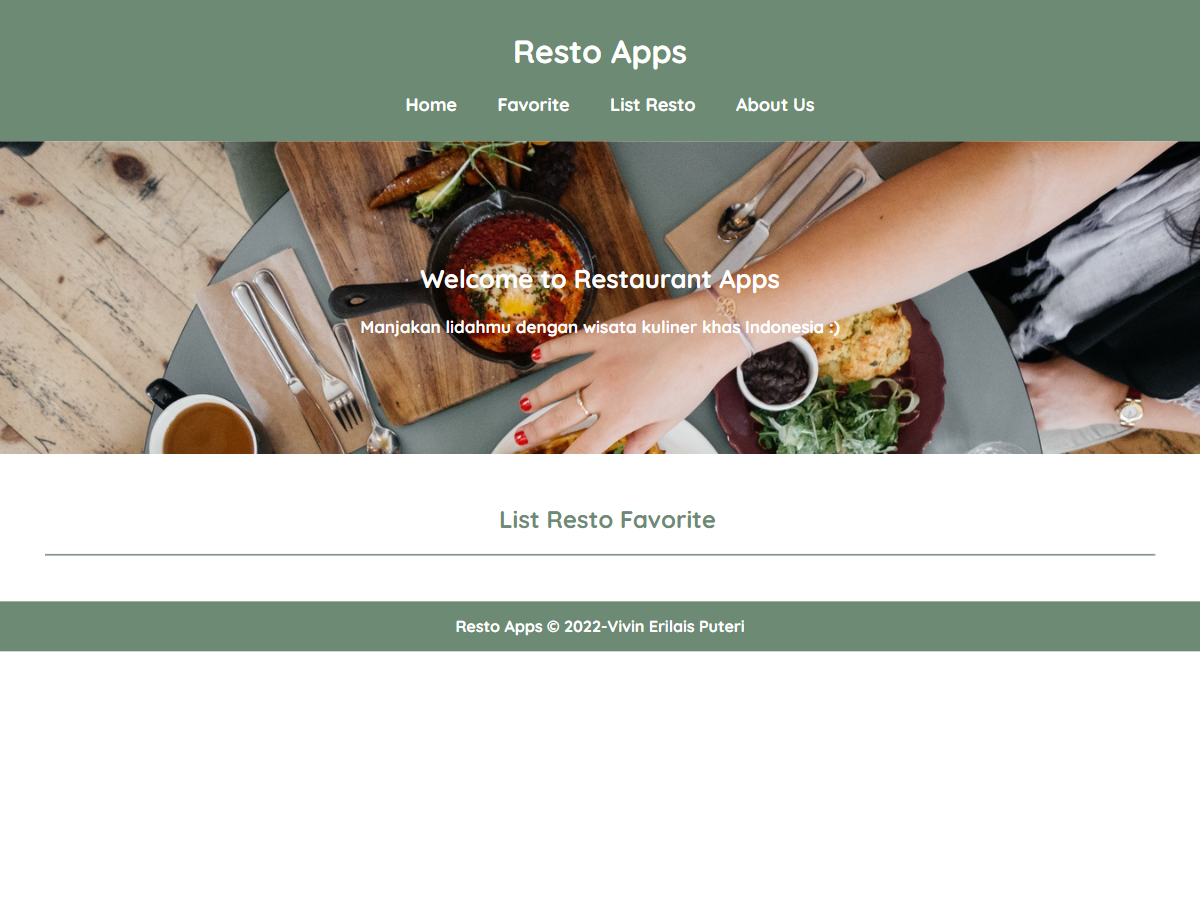 Resto Apps
Home Favorite List Resto About Us
Welcome to Restaurant Apps
Manjakan lidahmu dengan wisata kuliner khas Indonesia :)
List Resto Favorite
Resto Apps © 2022-Vivin Erilais Puteri